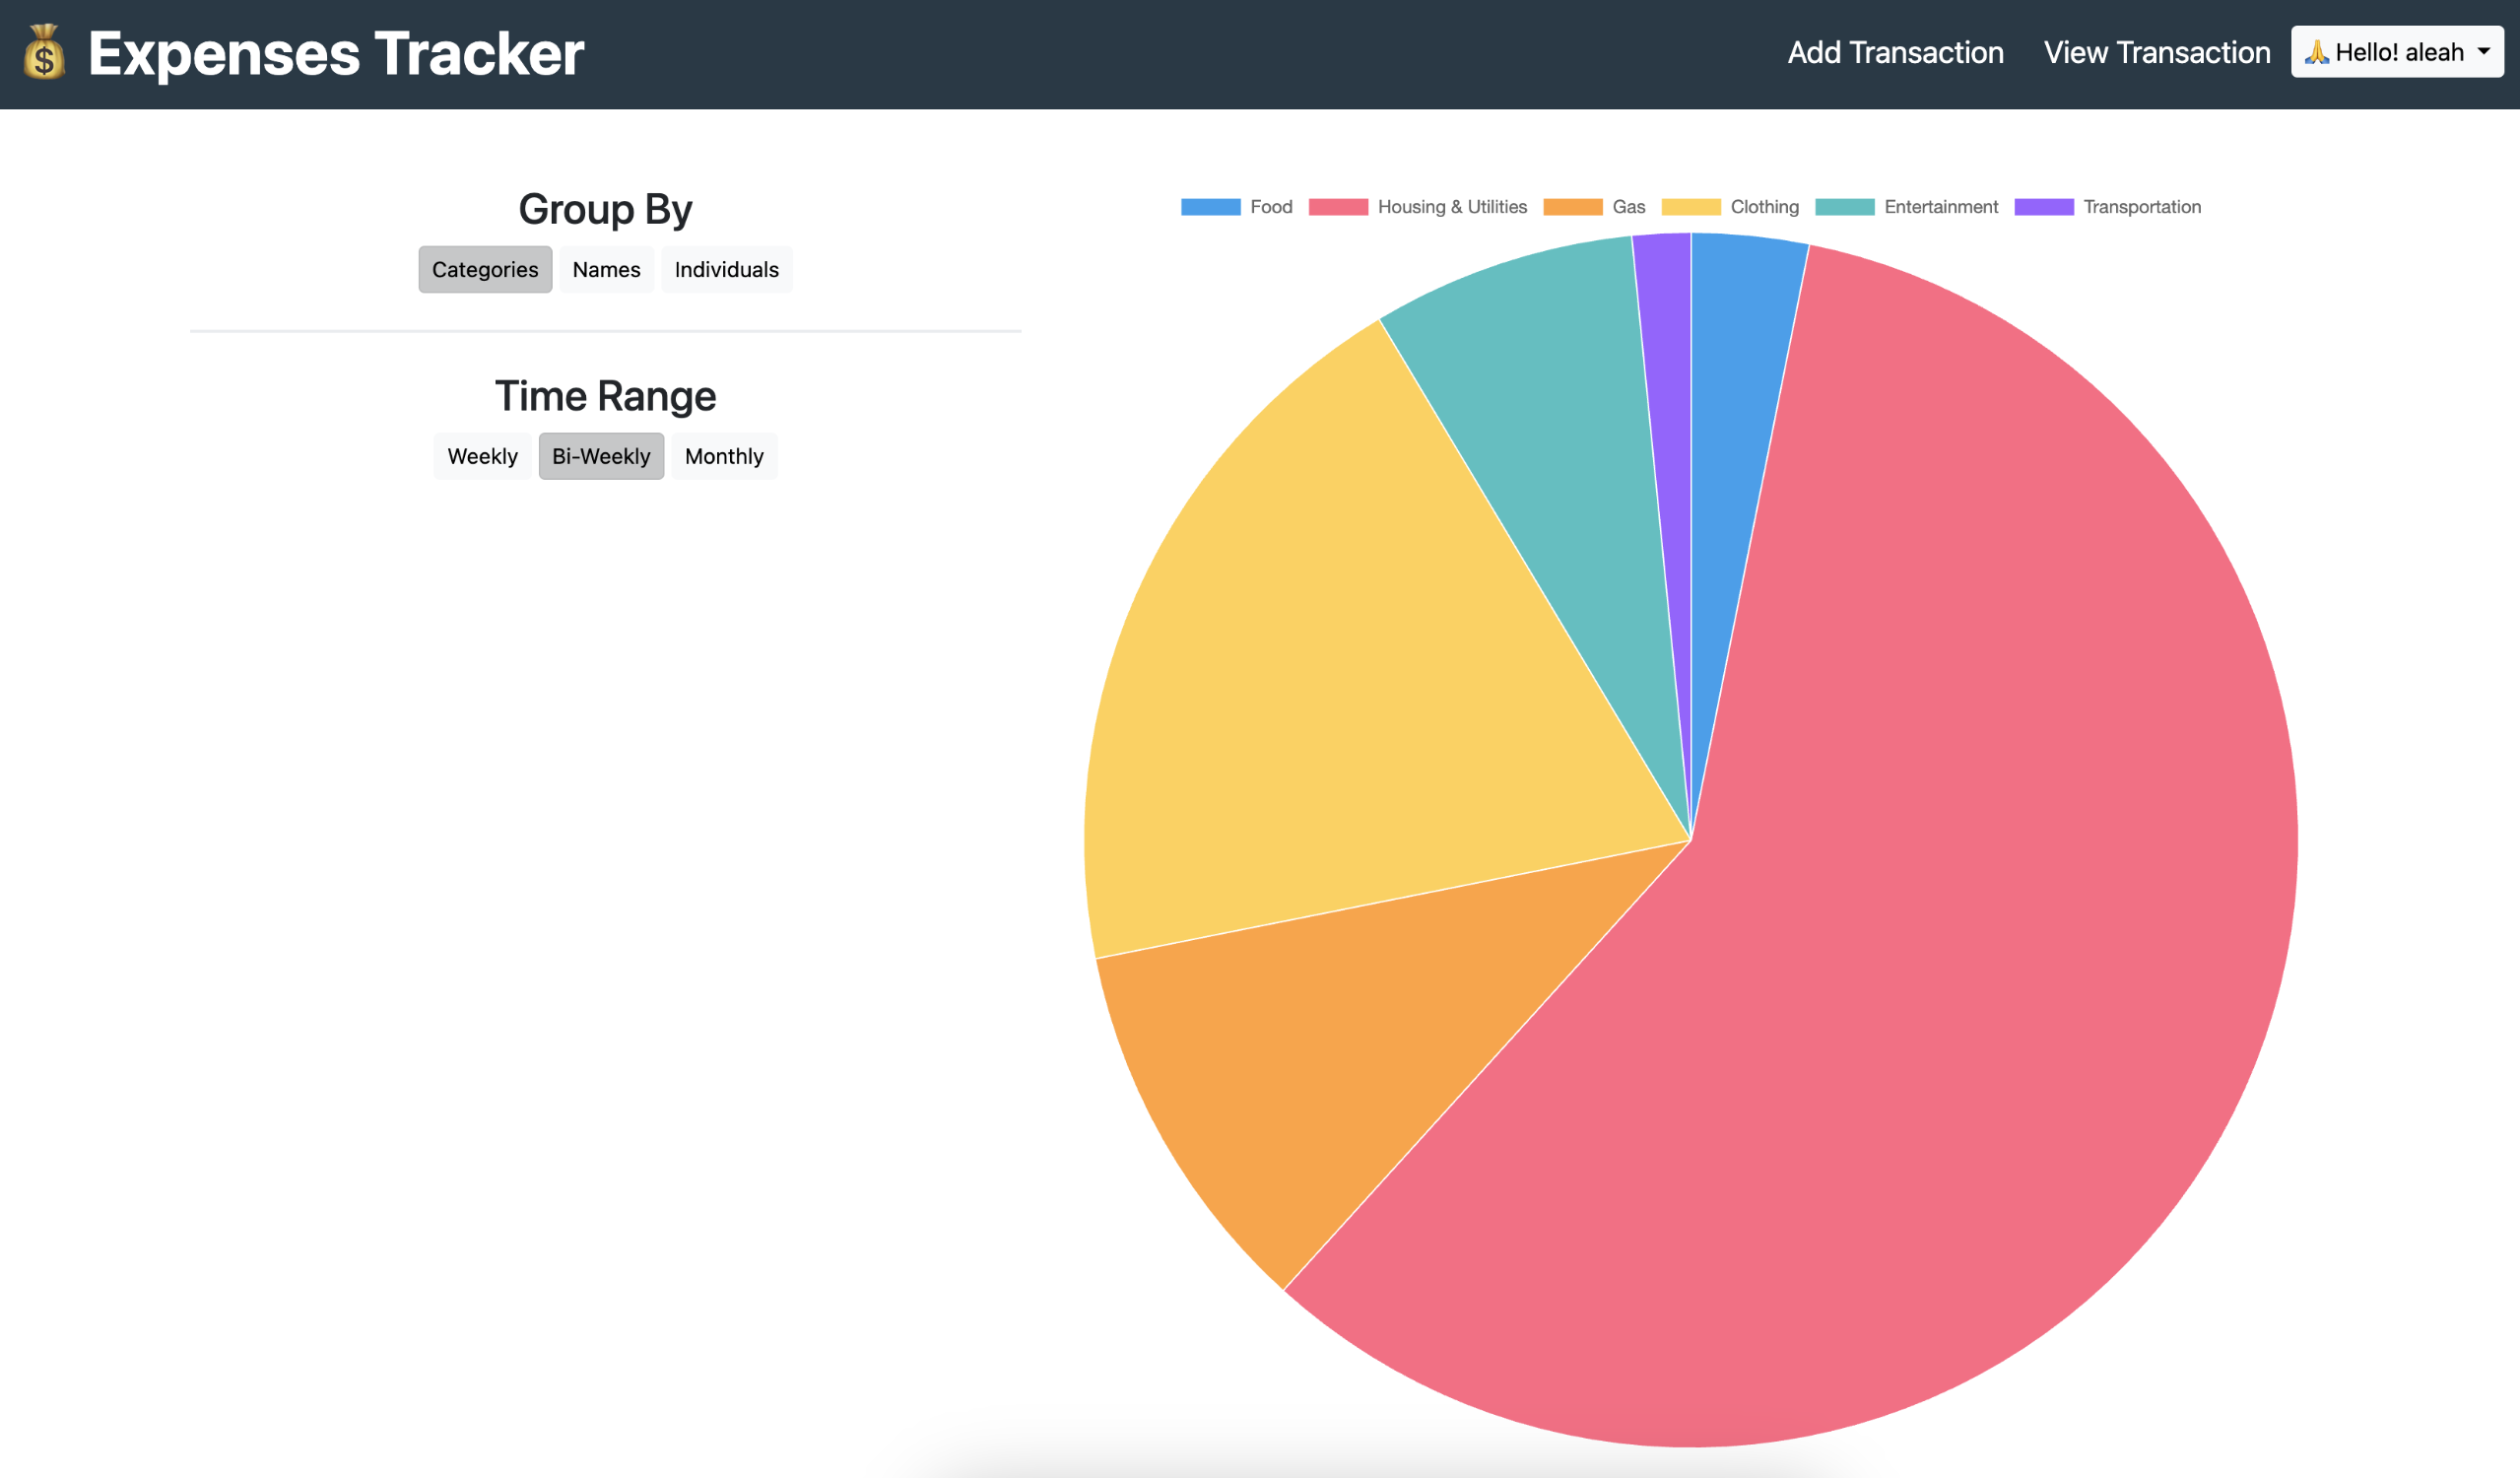 Expenses Tracker
Add Transaction
View Transaction
Hello! aleah
Group By
Categories
Names
Individuals
Time Range
Weekly
Bi-Weekly
Monthly
Food
Housing & Utilities
Gas
Clothing
Entertainment
Transportation